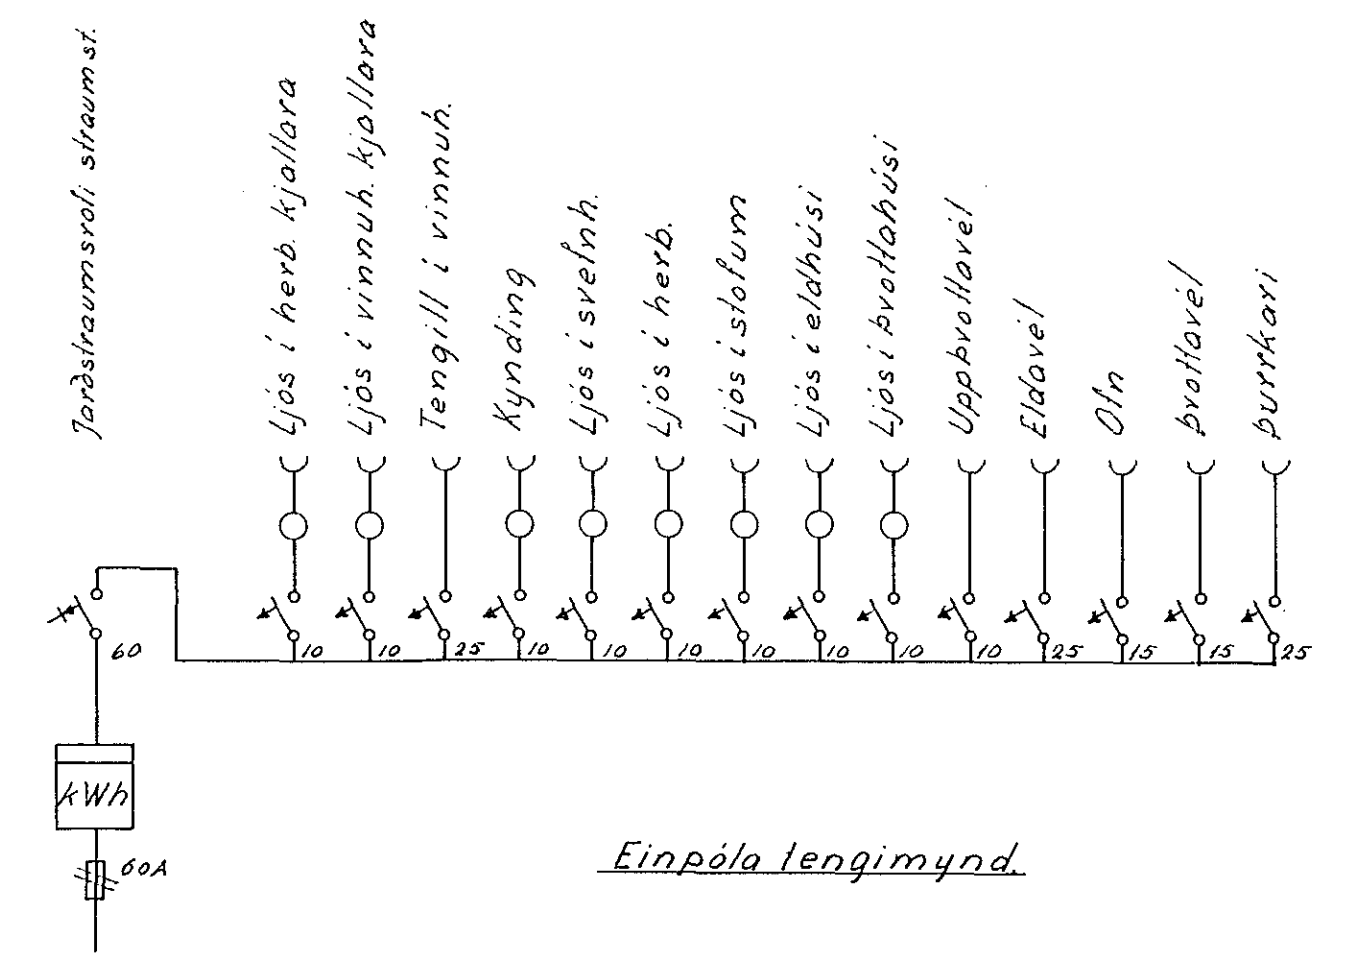 Jarðstraumsrofi straumst.
Ljós í herb. kjallara
Ljós í vinnuh. kjallara
Tengill í vinnuh.
Kynding
Ljós í svefnh.
Ljós í herb.
Ljós í stofum
Ljós í eldhúsi
Ljós í þvottahúsi
Uppþvottavél
Eldavél
Ofn
þvottavél
þurrkari
60
10
10
25
10
10
10
10
10
10
10
25
15
15
25
kWh
60A
Einpóla tengimynd.